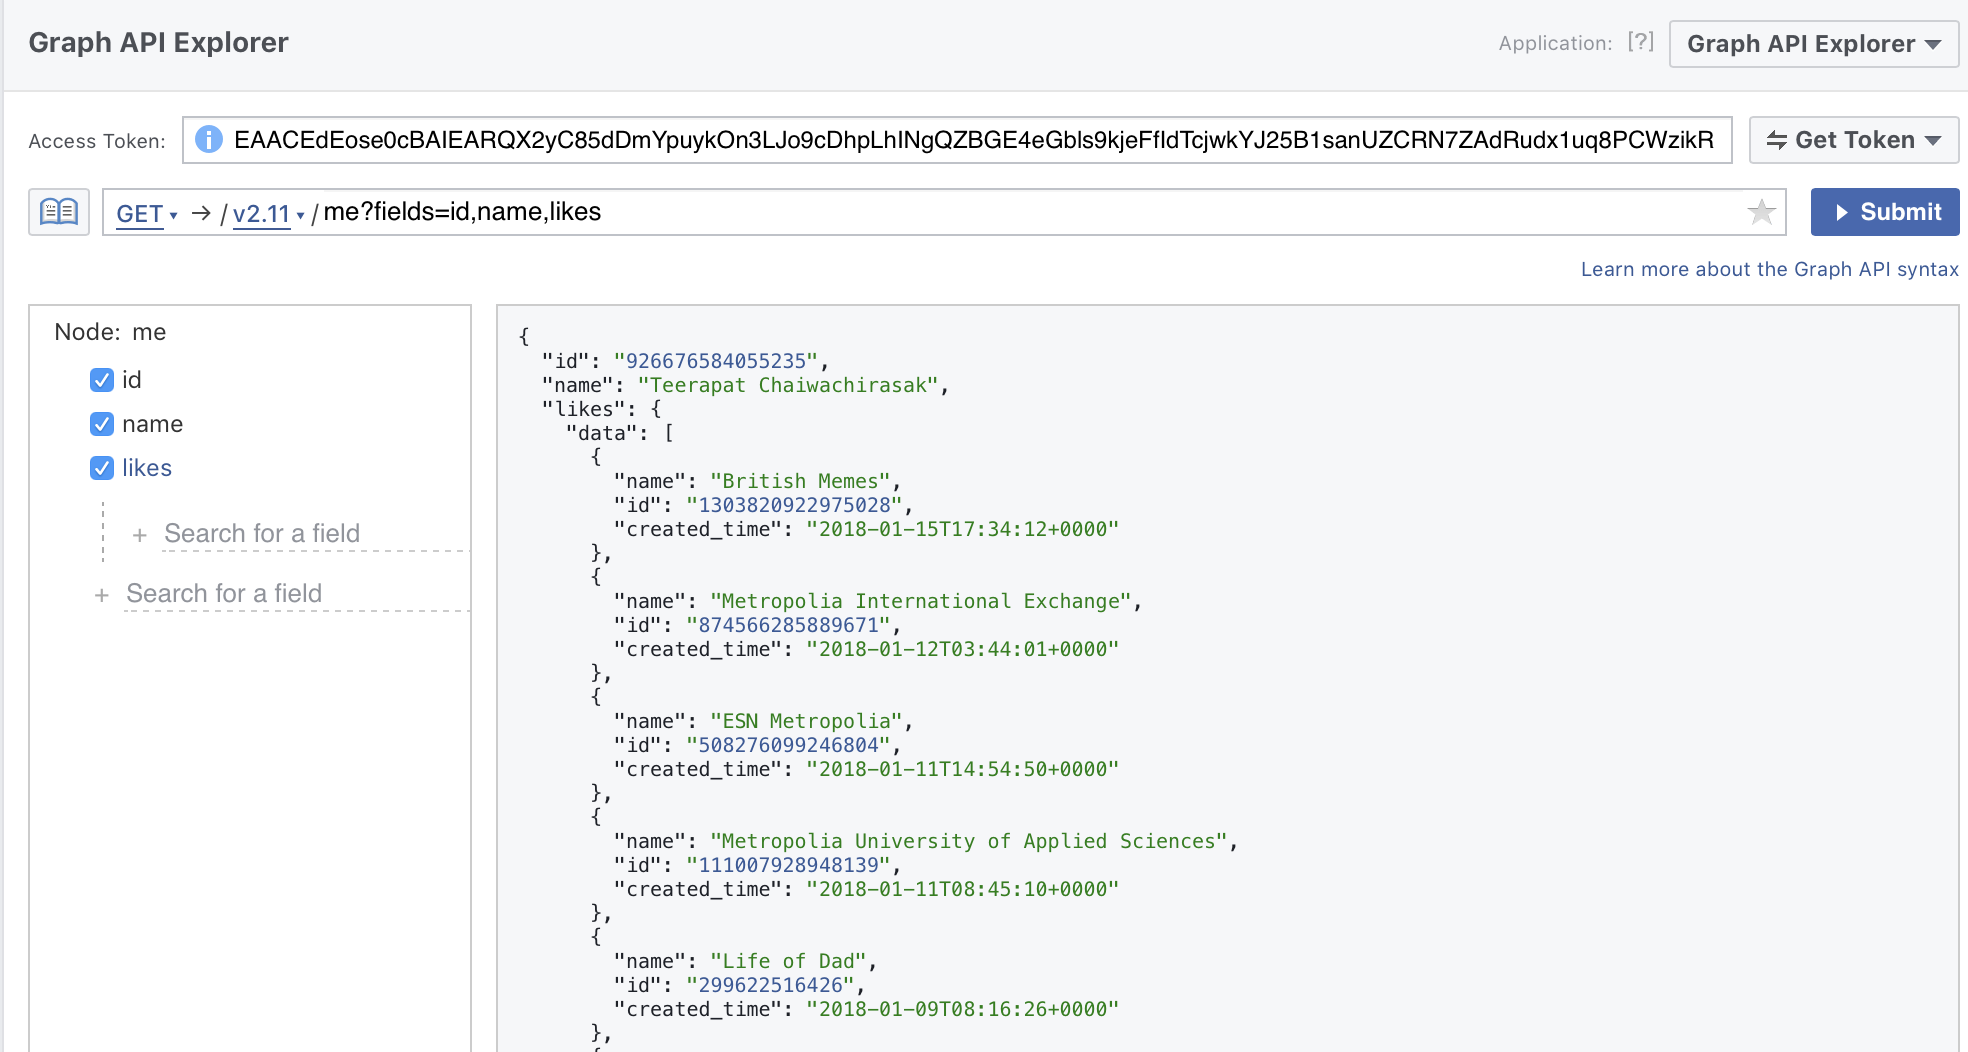 Graph API Explorer
Application: [?] Graph API Explorer
Access Token: EAACEdEose0cBAIEARQX2yC85dDmYpuykOn3LJo9cDhpLhINgQZBGE4eGbls9kjeFfIdTcjwkYJ25B1sanUZCRN7ZAdRudx1uq8PCWzikR Get Token
GET → / v2.11 / me?fields=id,name,likes Submit
Learn more about the Graph API syntax
Node: me
id
name
likes
+ Search for a field
+ Search for a field
{
"id": "926676584055235",
"name": "Teerapat Chaiwachirasak",
"likes": {
"data": [
{
"name": "British Memes",
"id": "1303820922975028",
"created_time": "2018-01-15T17:34:12+0000"
},
{
"name": "Metropolia International Exchange",
"id": "874566285889671",
"created_time": "2018-01-12T03:44:01+0000"
},
{
"name": "ESN Metropolia",
"id": "508276099246804",
"created_time": "2018-01-11T14:54:50+0000"
},
{
"name": "Metropolia University of Applied Sciences",
"id": "111007928948139",
"created_time": "2018-01-11T08:45:10+0000"
},
{
"name": "Life of Dad",
"id": "299622516426",
"created_time": "2018-01-09T08:16:26+0000"
},